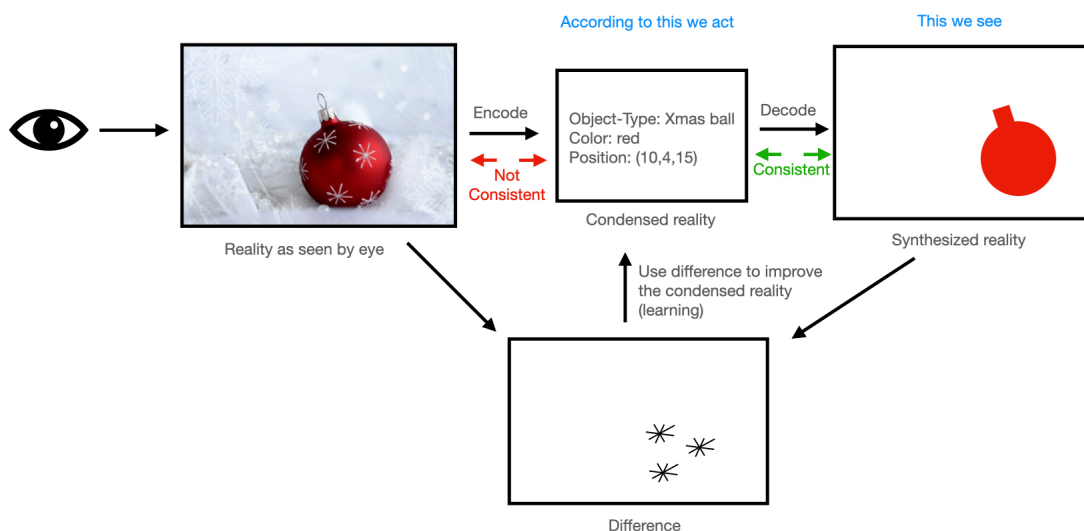 According to this we act
This we see
Encode
Not
Consistent
Object-Type: Xmas ball
Color: red
Position: (10,4,15)
Decode
Consistent
Reality as seen by eye
Condensed reality
Synthesized reality
Use difference to improve
the condensed reality
(learning)
Difference